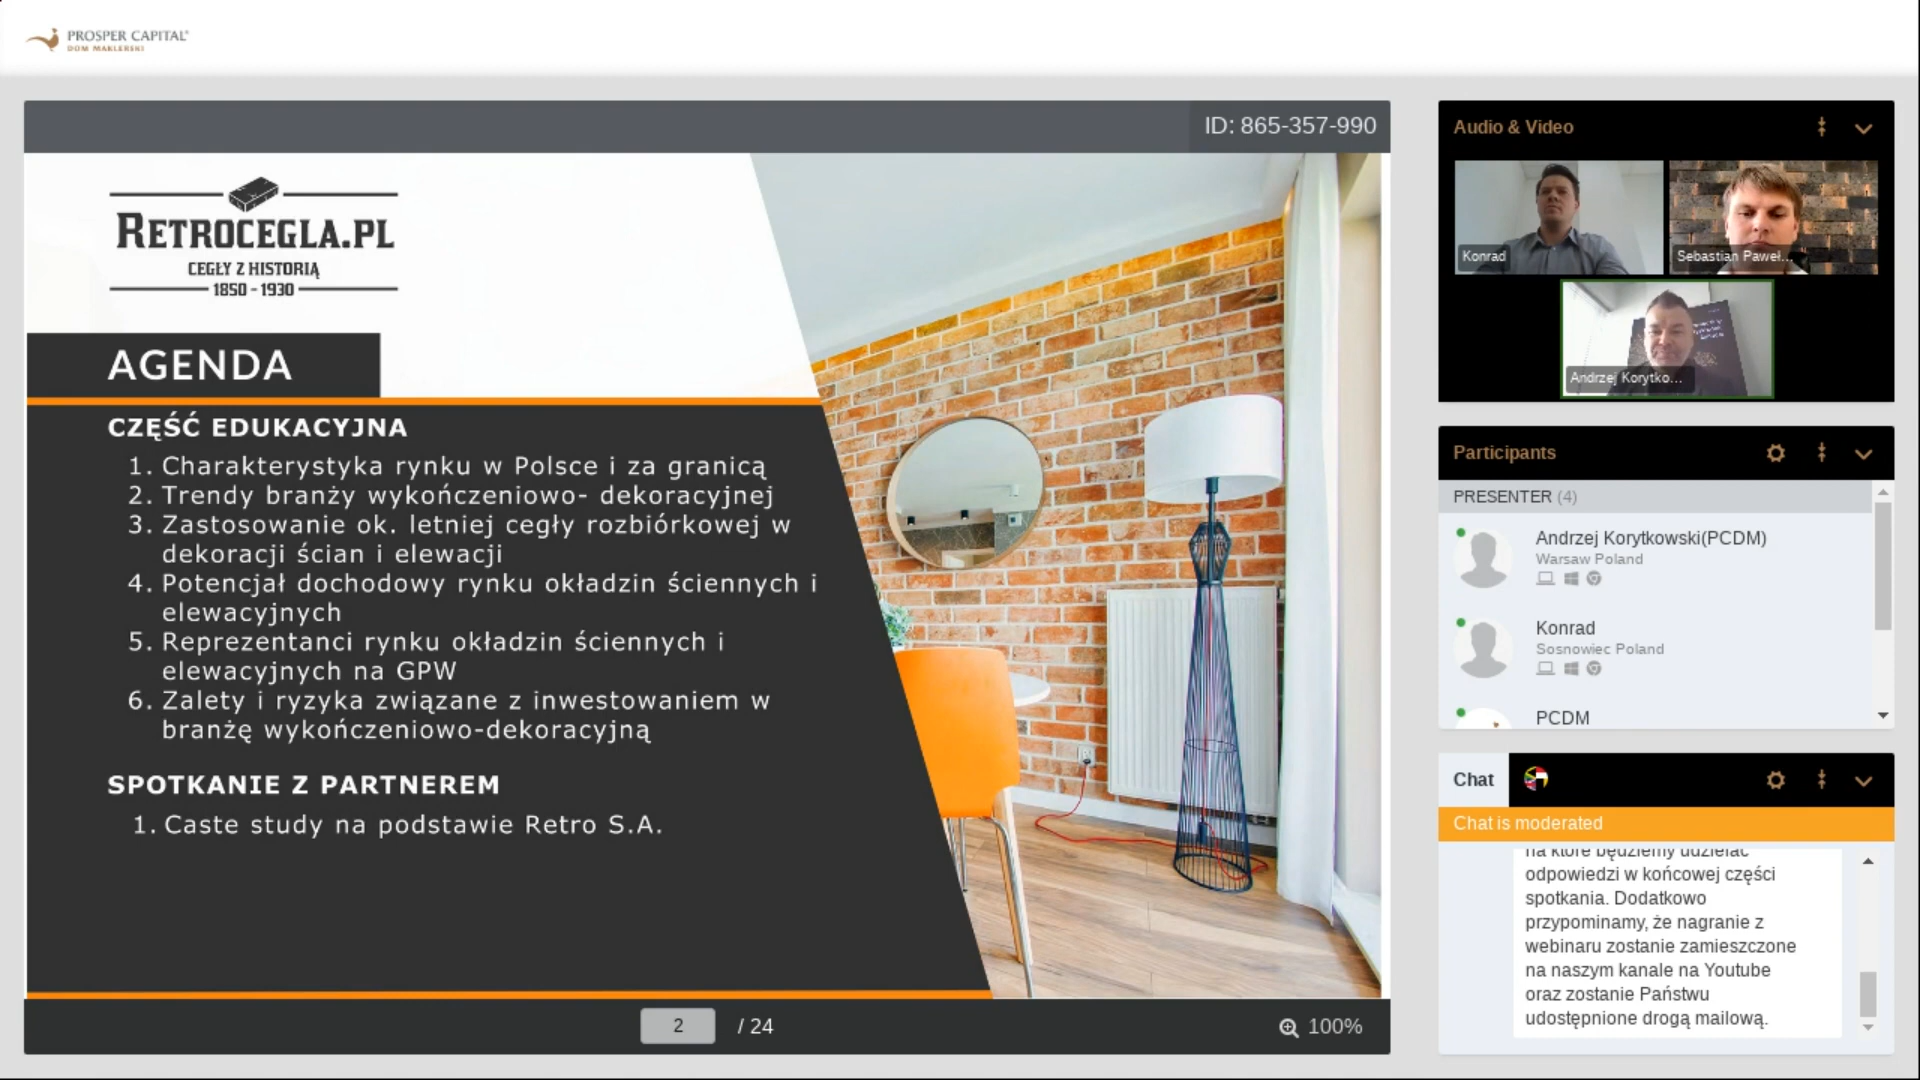 PROSPER CAPITAL
DOM MAKLERSKI
ID: 865-357-990
RETROCEGLA.PL
CEGŁY Z HISTORIĄ
1850 - 1930
AGENDA
CZĘŚĆ EDUKACYJNA
1. Charakterystyka rynku w Polsce i za granicą
2. Trendy branży wykończeniowo- dekoracyjnej
3. Zastosowanie ok. letniej cegły rozbiórkowej w
dekoracji ścian i elewacji
4. Potencjał dochodowy rynku okładzin ściennych i
elewacyjnych
5. Reprezentanci rynku okładzin ściennych i
elewacyjnych na GPW
6. Zalety i ryzyka związane z inwestowaniem w
branżę wykończeniowo-dekoracyjną
SPOTKANIE Z PARTNEREM
1. Caste study na podstawie Retro S.A.
2 / 24
100%
Audio & Video
Konrad
Sebastian Paweł...
Andrzej Korytko...
Participants
PRESENTER (4)
Andrzej Korytkowski(PCDM)
Warsaw Poland
Konrad
Sosnowiec Poland
PCDM
Chat
Chat is moderated
na które będziemy udzielać
odpowiedzi w końcowej części
spotkania. Dodatkowo
przypominamy, że nagranie z
webinaru zostanie zamieszczone
na naszym kanale na Youtube
oraz zostanie Państwu
udostępnione drogą mailową.